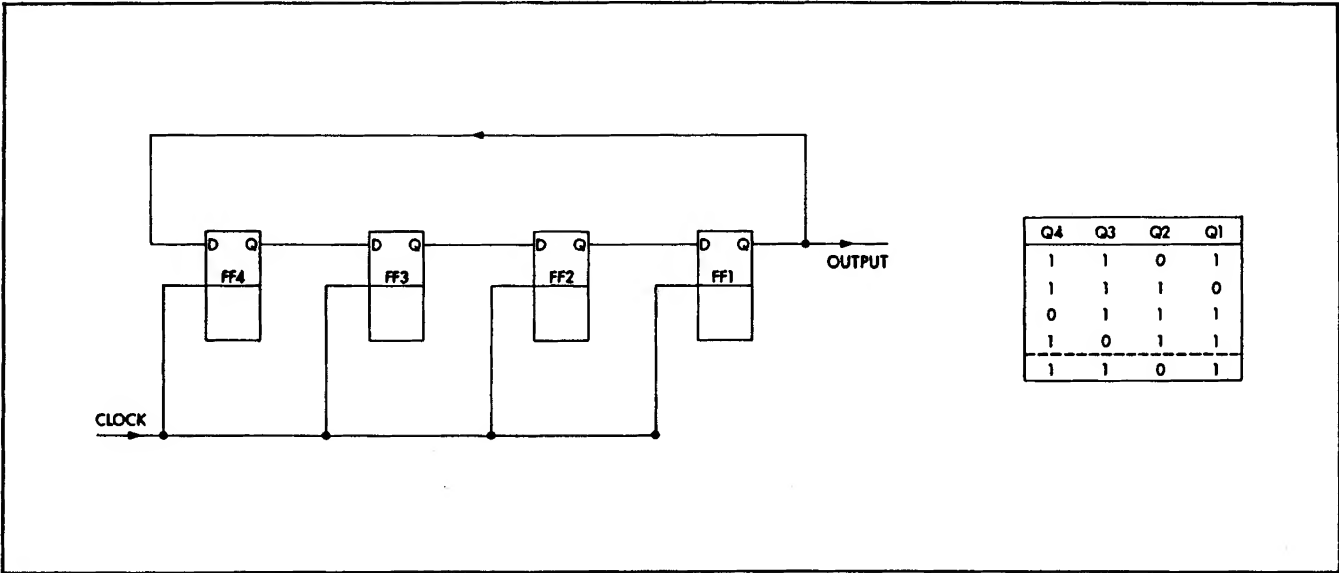 D Q D Q D Q D Q
OUTPUT
FF4 FF3 FF2 FF1
CLOCK
Q4 Q3 Q2 Q1
1 1 0 1
1 1 1 0
0 1 1 1
1 0 1 1
1 1 0 1